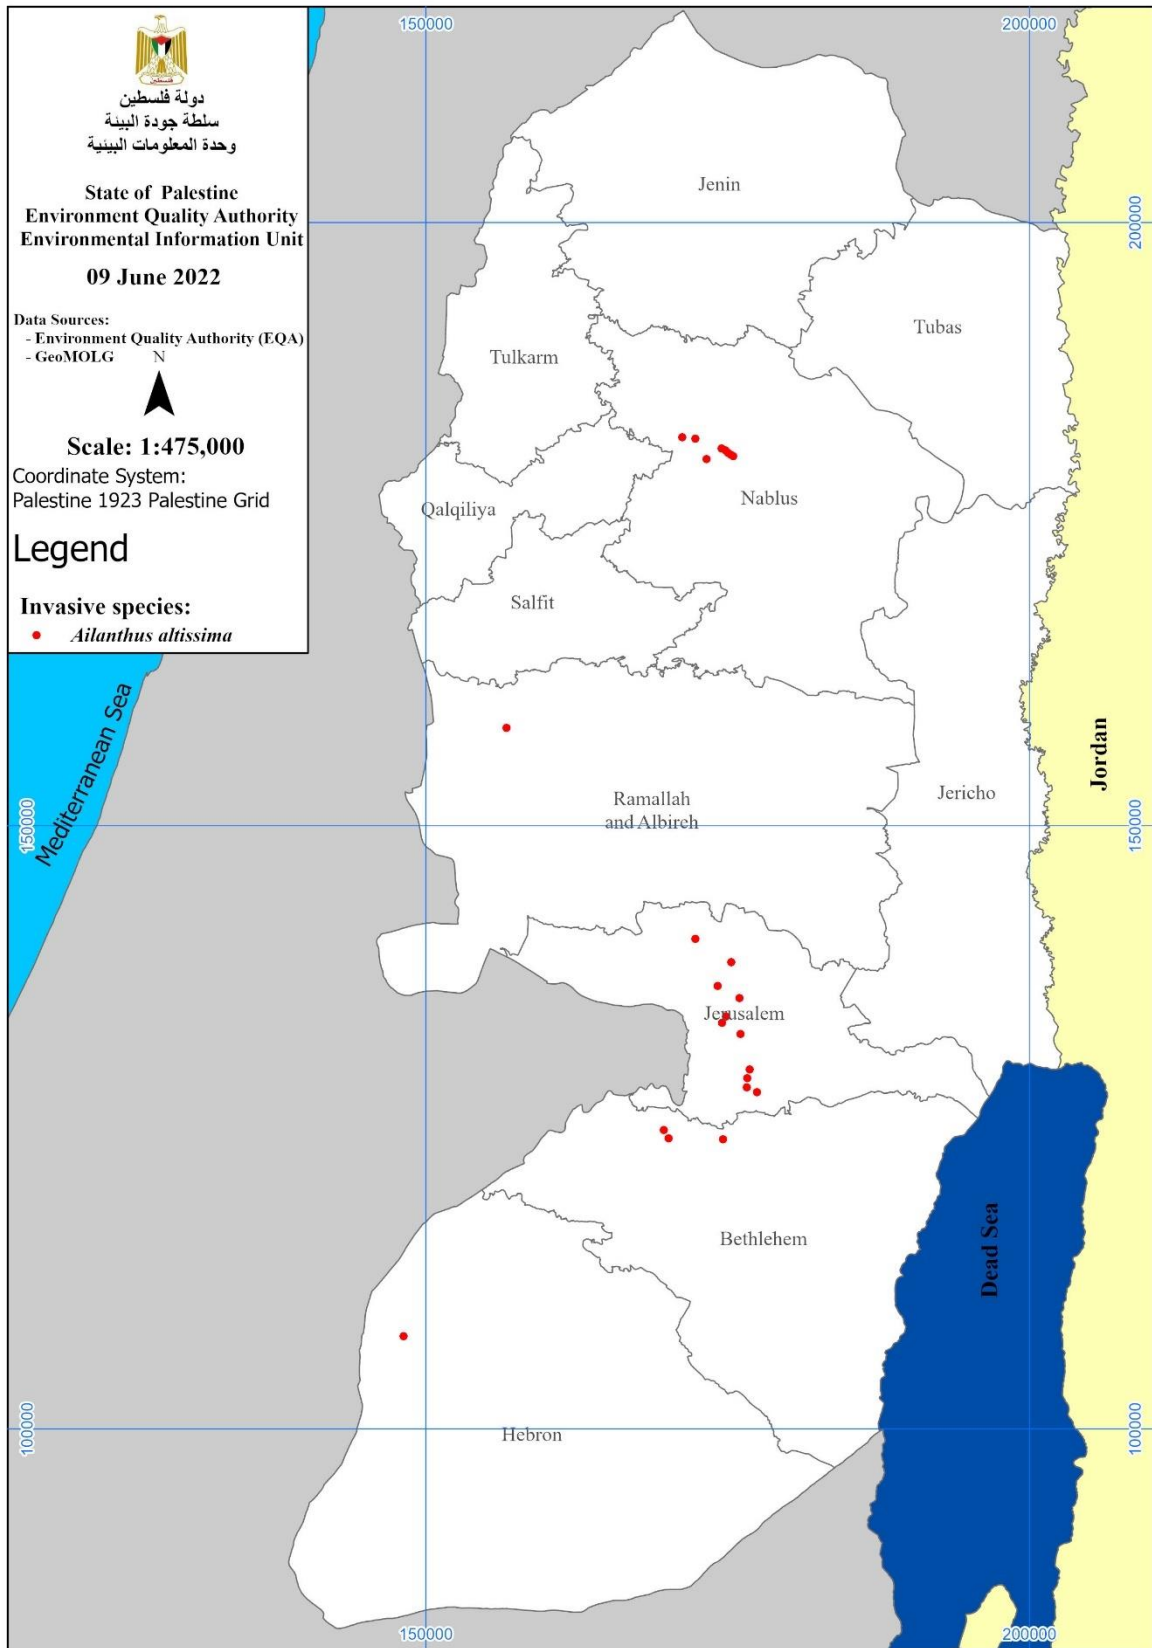 دولة فلسطين
سلطة جودة البيئة
وحدة المعلومات البيئية
State of Palestine
Environment Quality Authority
Environmental Information Unit
09 June 2022
Data Sources:
- Environment Quality Authority (EQA)
- GeoMOLG
N
Scale: 1:475,000
Coordinate System:
Palestine 1923 Palestine Grid
Legend
Invasive species:
Ailanthus altissima
150000
200000
Jenin
200000
Tubas
Tulkarm
Nablus
Qalqiliya
Salfit
Mediterranean Sea
Jordan
Jericho
Ramallah
and Albireh
150000
150000
Jerusalem
Bethlehem
Dead Sea
Hebron
100000
100000
150000
200000